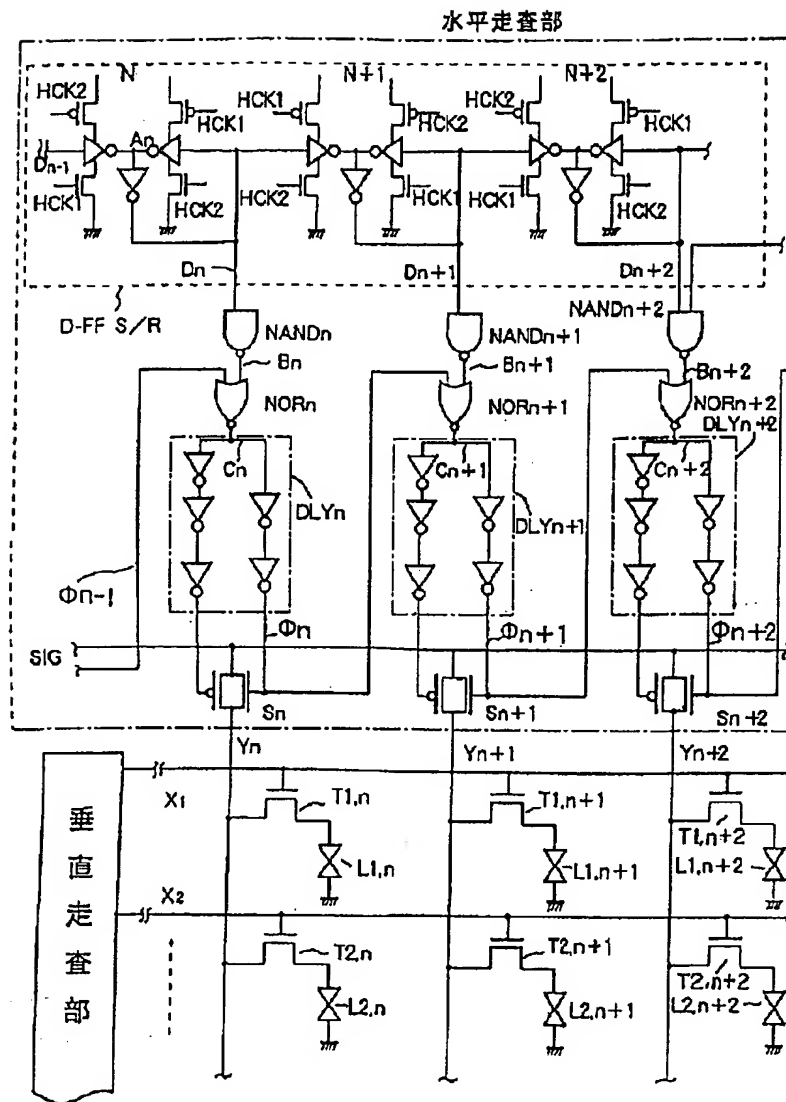 水平走査部
N
N+1
N+2
HCK2
HCK1
HCK1
HCK2
HCK2
HCK1
An
Dn-1
HCK1
HCK2
HCK2
HCK1
HCK1
HCK2
Dn
Dn+1
Dn+2
D-FF S/R
NANDn
NANDn+1
NANDn+2
Bn
Bn+1
Bn+2
NORn
NORn+1
NORn+2
DLYn+2
Cn
Cn+1
Cn+2
DLYn
DLYn+1
Φn-1
Φn
Φn+1
Φn+2
SIG
Sn
Sn+1
Sn+2
Yn
Yn+1
Yn+2
垂直走査部
X1
T1,n
T1,n+1
T1,n+2
L1,n
L1,n+1
L1,n+2
X2
T2,n
T2,n+1
T2,n+2
L2,n
L2,n+1
L2,n+2